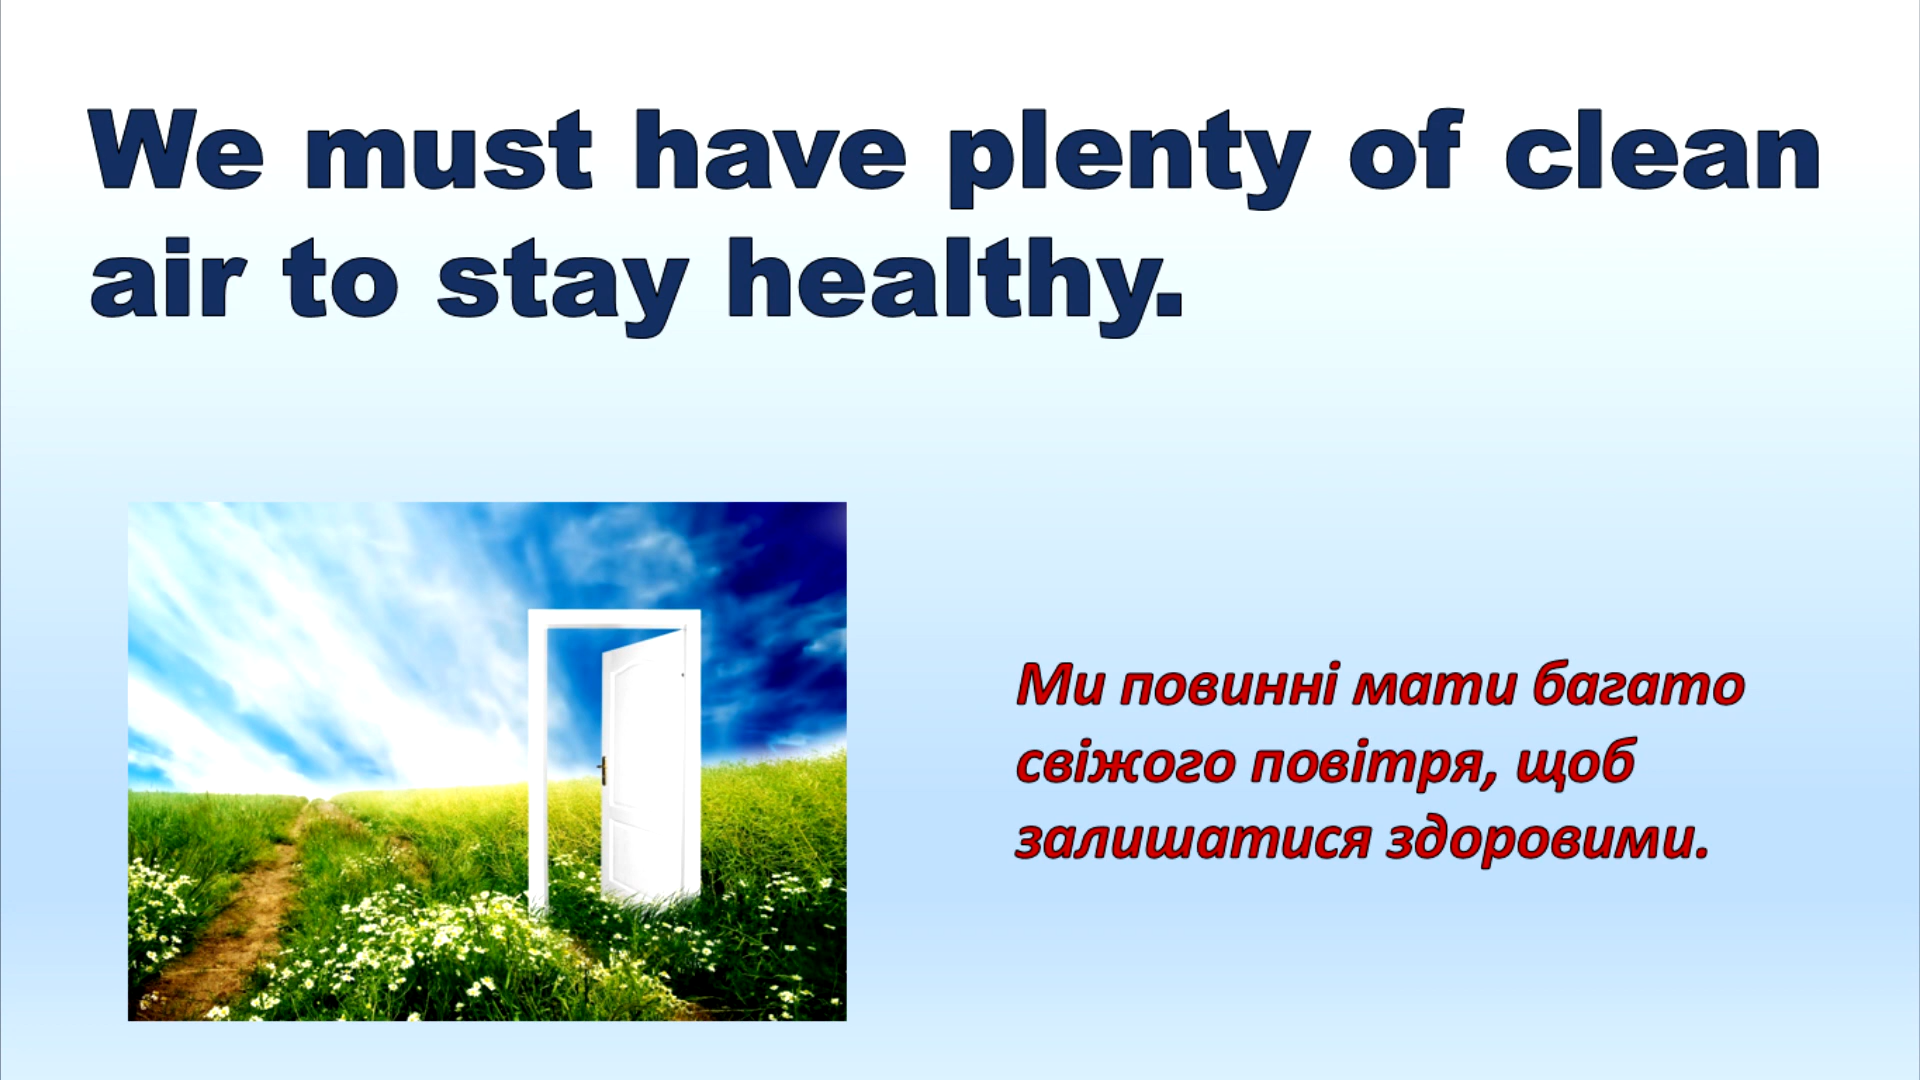 We must have plenty of clean
air to stay healthy.
Ми повинні мати багато
свіжого повітря, щоб
залишатися здоровими.